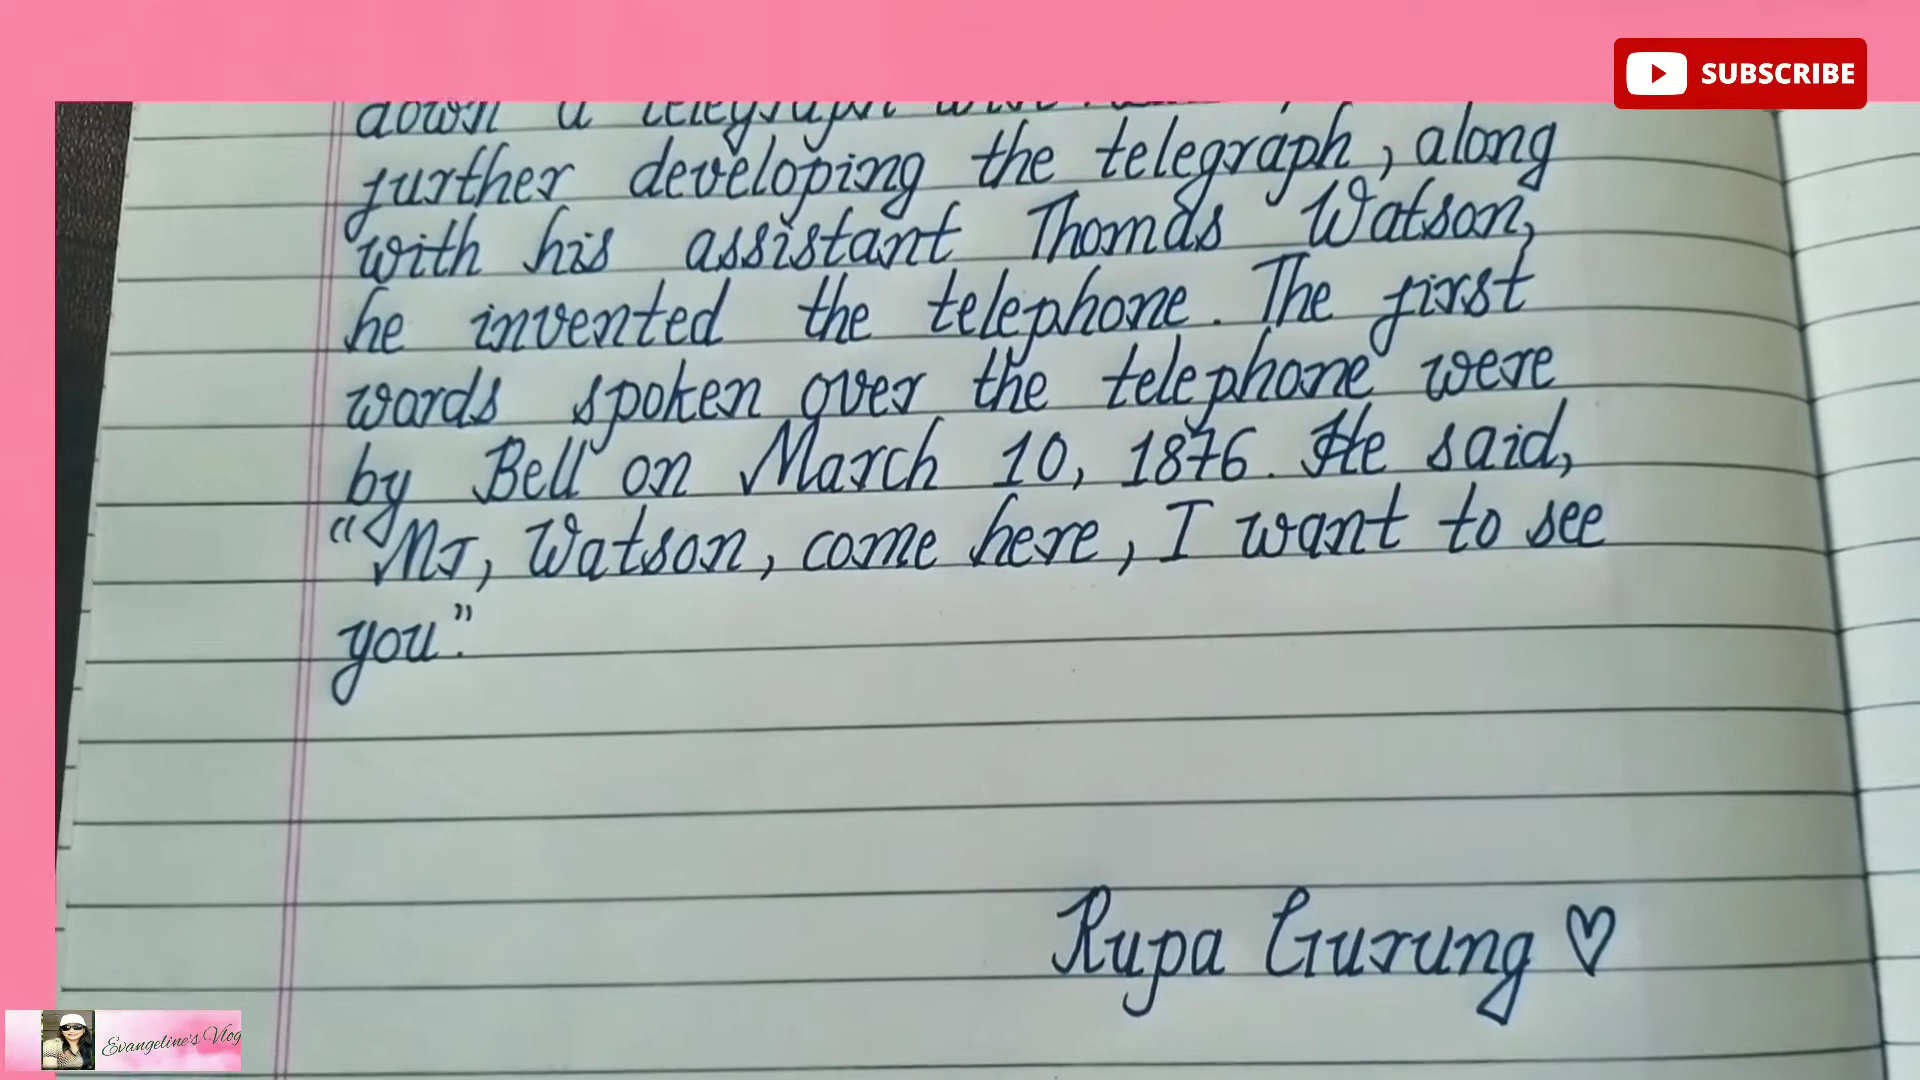 SUBSCRIBE
down a telegraph
further developing the telegraph, along
with his assistant Thomas Watson,
he invented the telephone. The first
words spoken over the telephone were
by Bell on March 10, 1876. He said,
"Mr, Watson, come here, I want to see
you."
Rupa Gurung ♡
Evangeline's Vlog